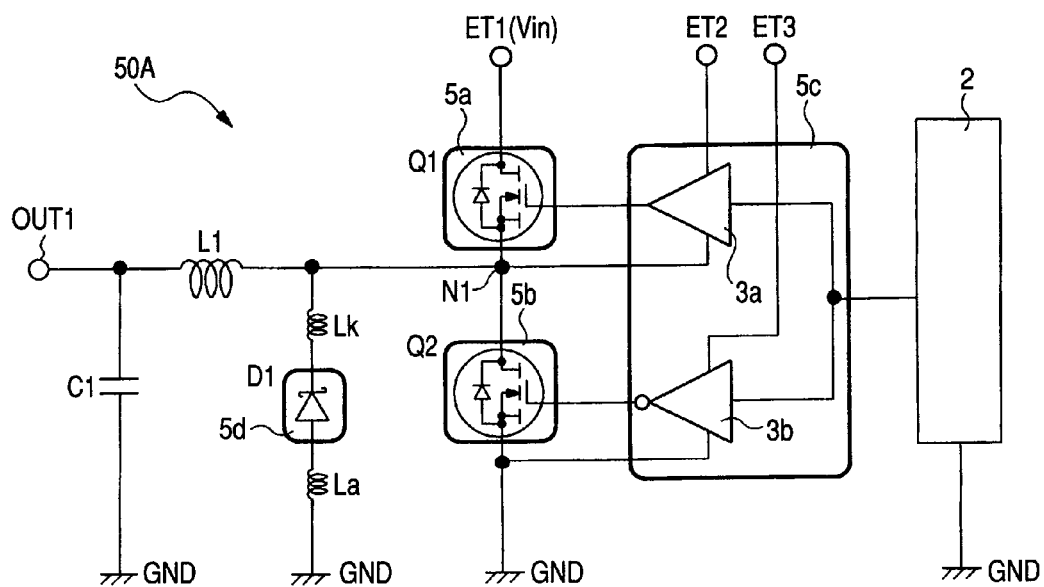 ET1(Vin)
ET2
ET3
50A
5a
5c
2
Q1
OUT1
L1
3a
N1
5b
Lk
Q2
C1
D1
5d
3b
La
GND
GND
GND
GND